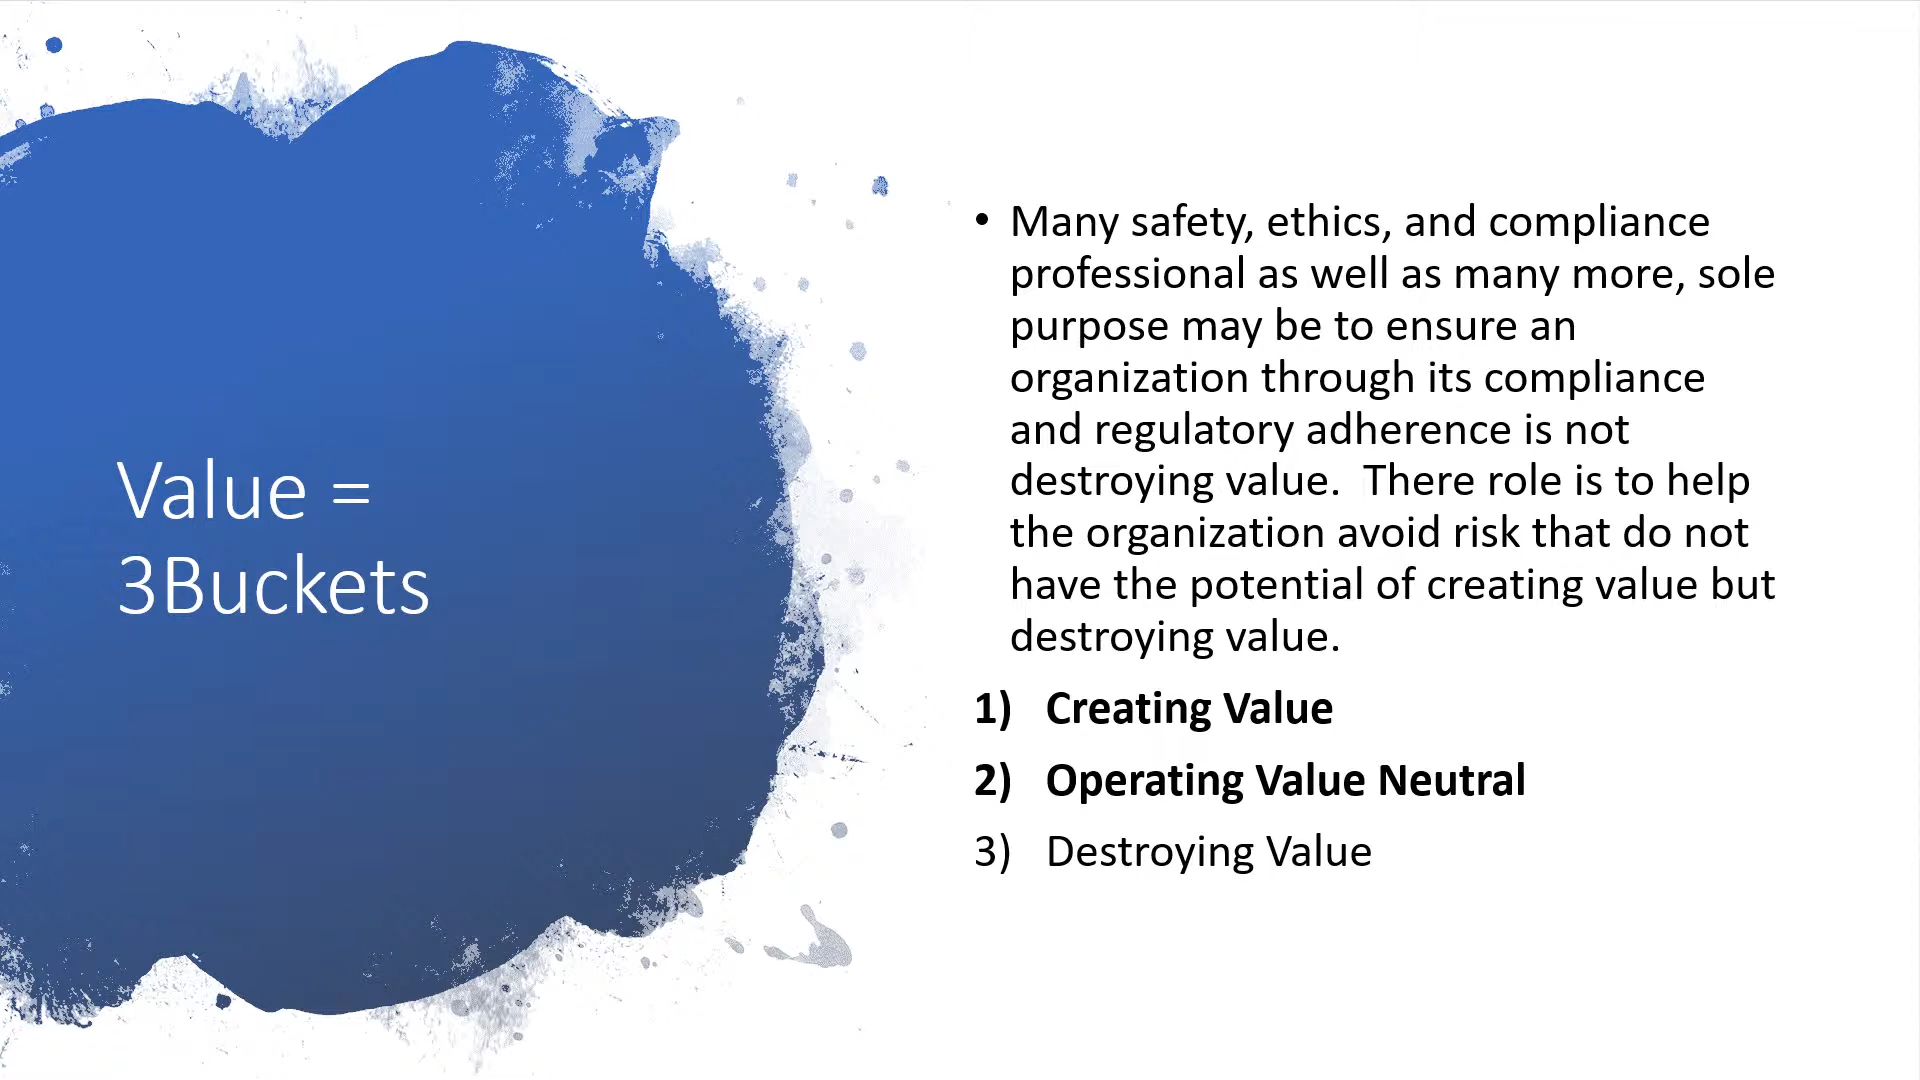 Value =
3Buckets
• Many safety, ethics, and compliance
professional as well as many more, sole
purpose may be to ensure an
organization through its compliance
and regulatory adherence is not
destroying value.  There role is to help
the organization avoid risk that do not
have the potential of creating value but
destroying value.
1) Creating Value
2) Operating Value Neutral
3) Destroying Value